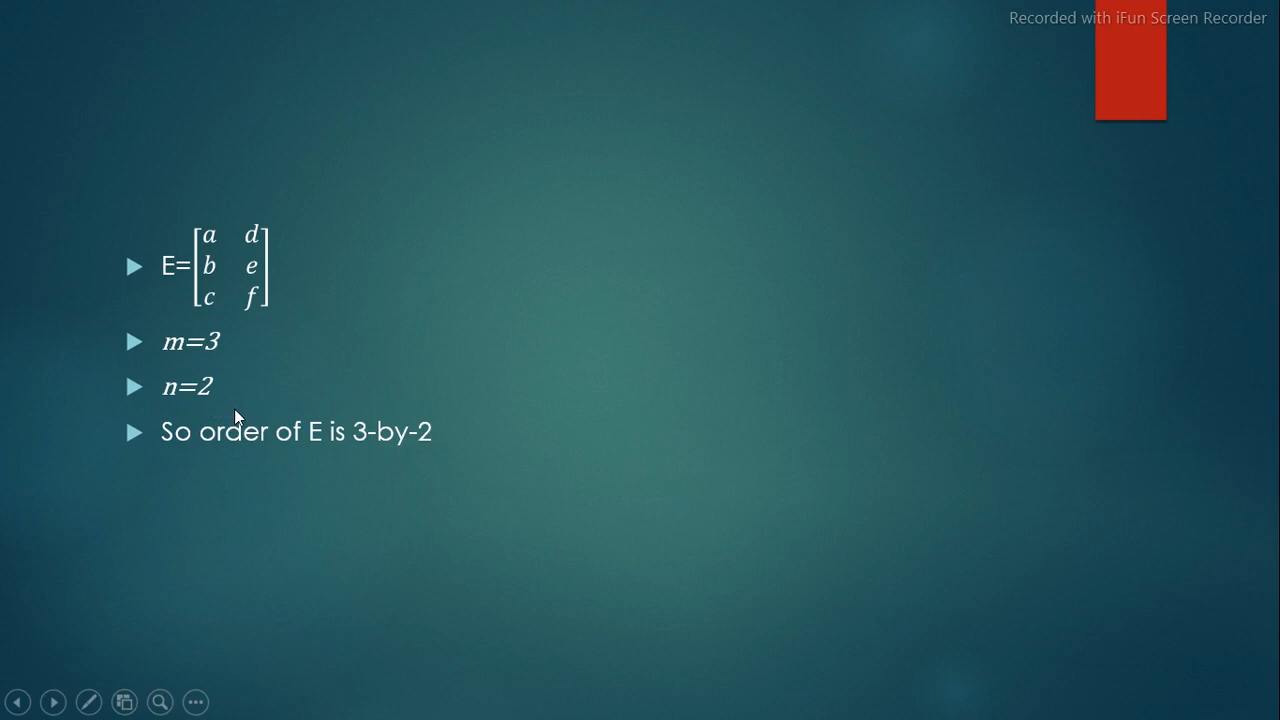 Recorded with iFun Screen Recorder
E=[a d
b e
c f]
m=3
n=2
So order of E is 3-by-2